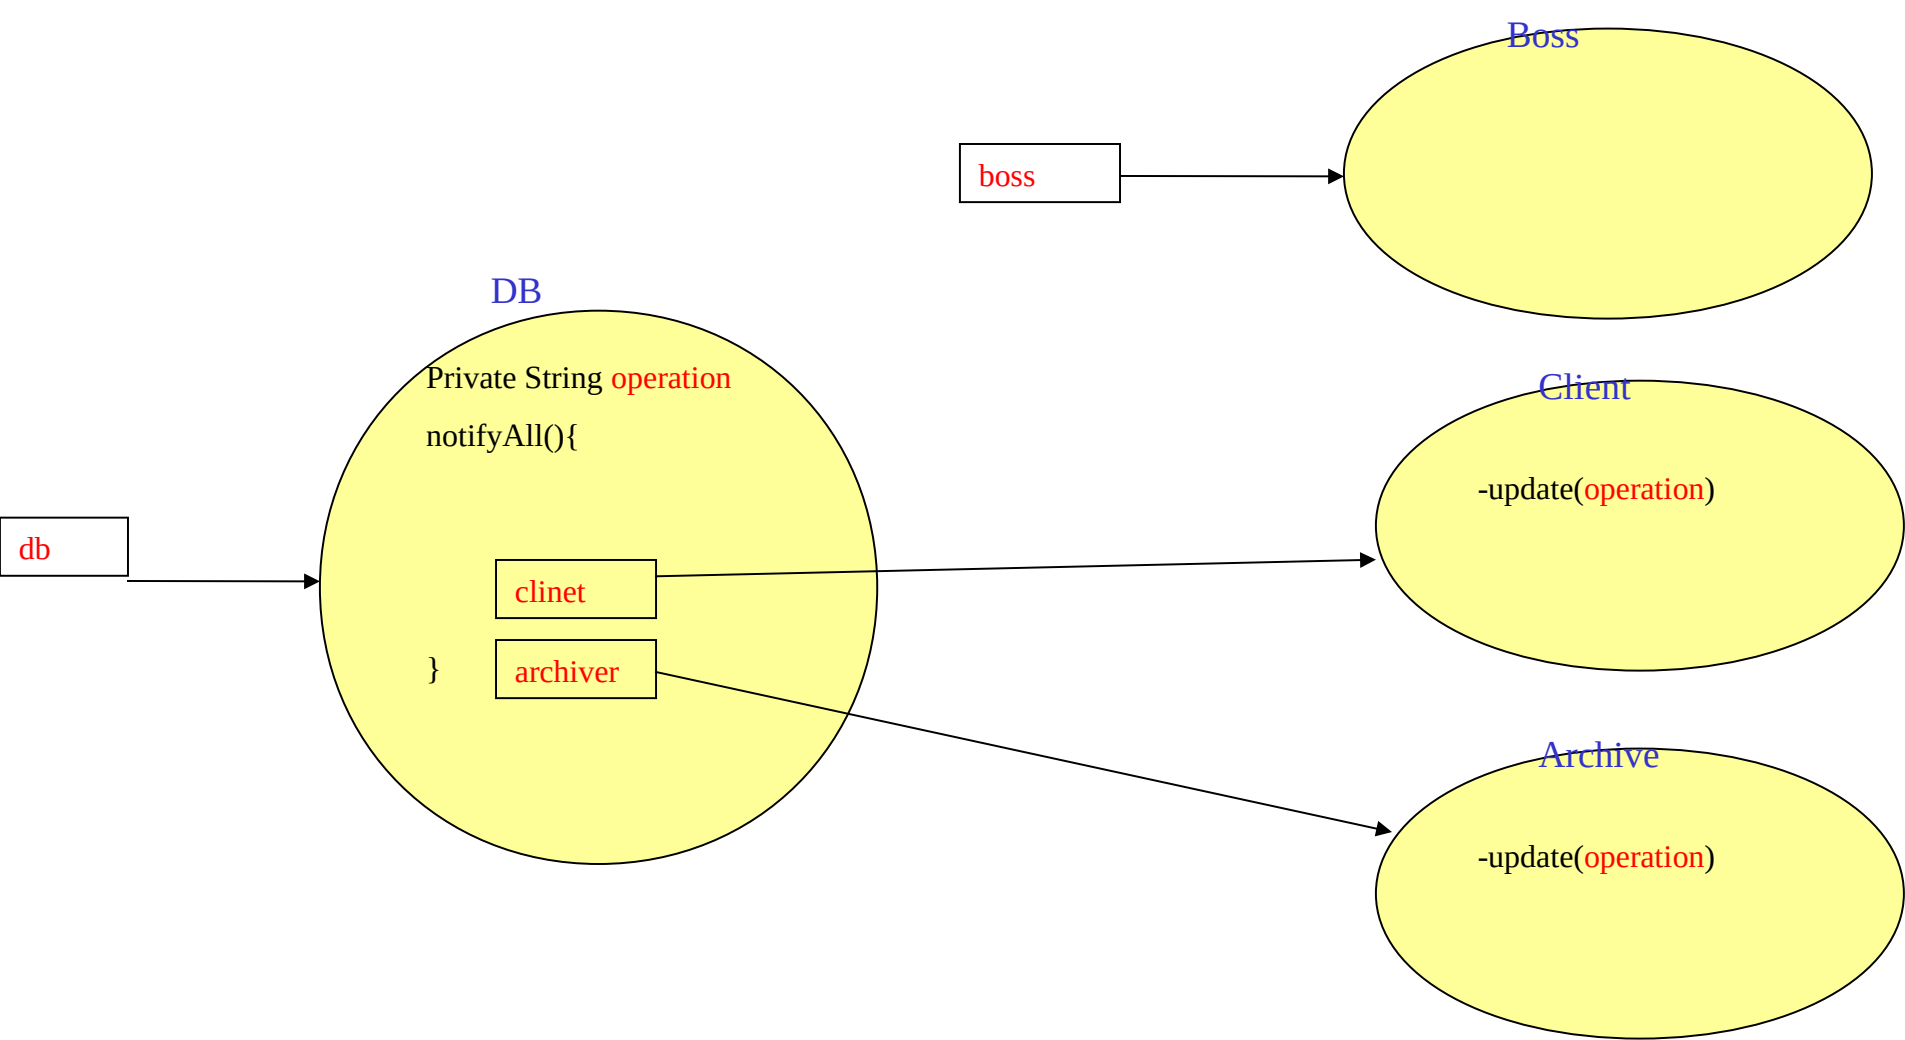 Boss
boss
DB
Private String operation
notifyAll(){
db
clinet
archiver
}
Client
-update(operation)
Archive
-update(operation)